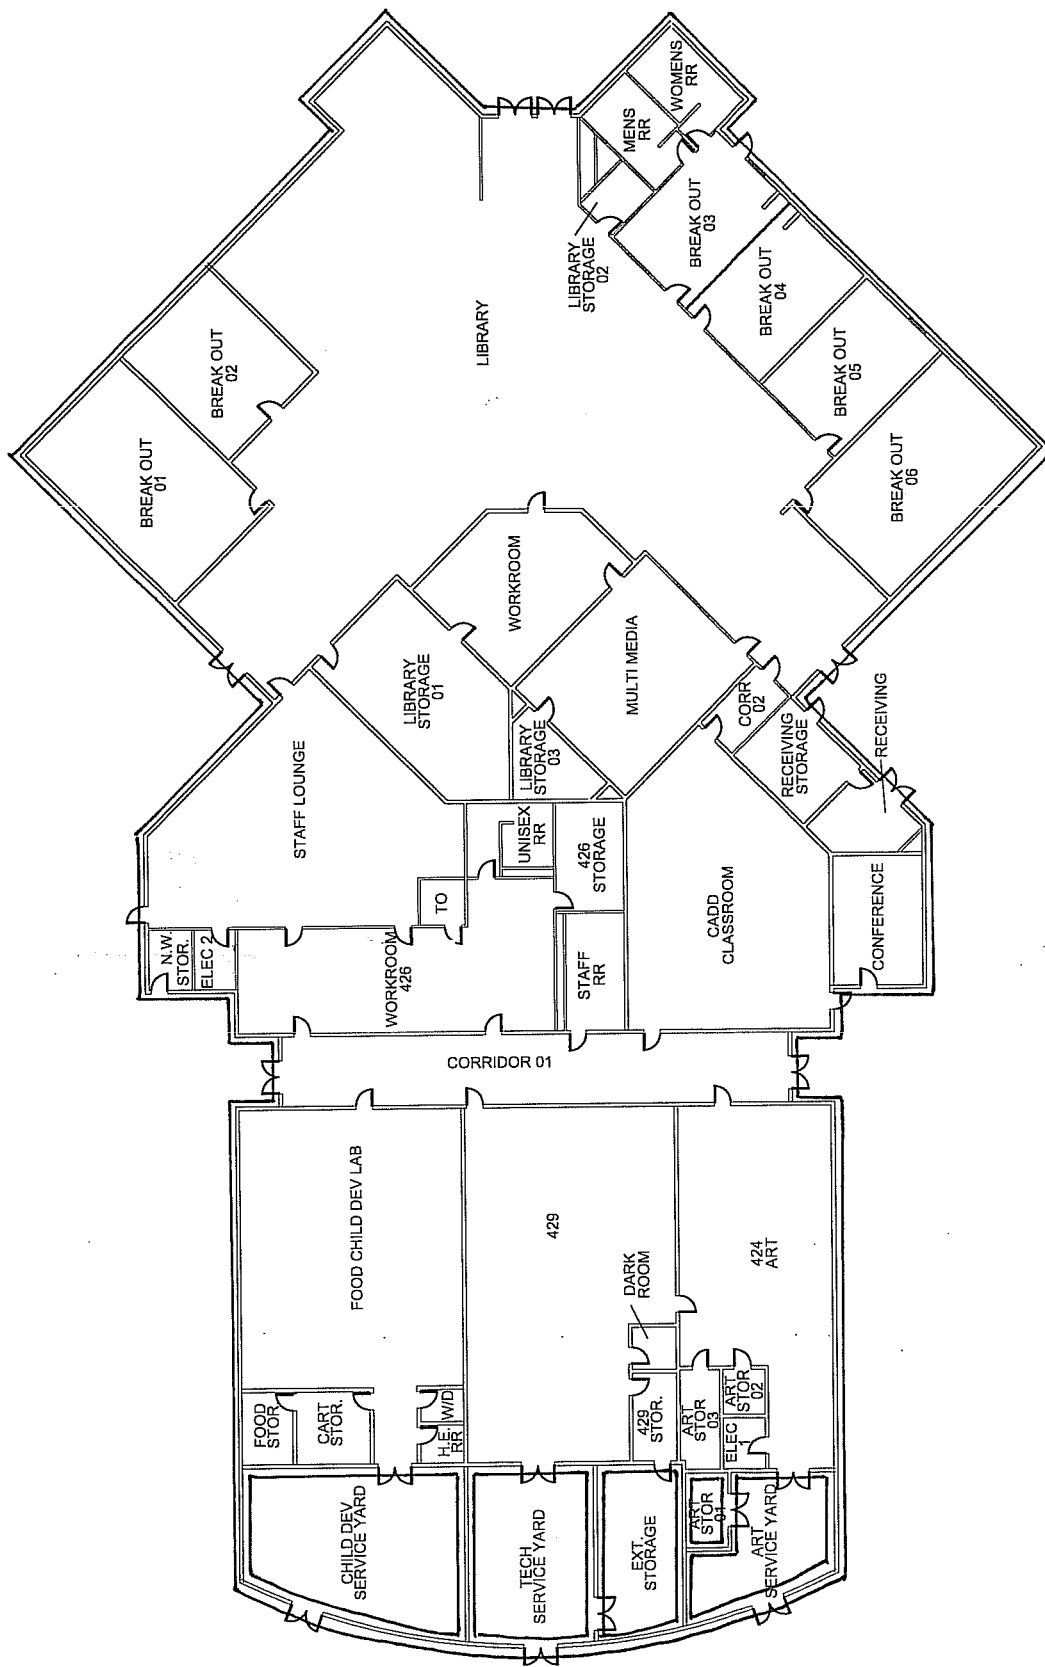 WOMENS
RR
MENS
RR
BREAK OUT
03
LIBRARY
STORAGE
02
BREAK OUT
04
BREAK OUT
02
LIBRARY
BREAK OUT
05
BREAK OUT
01
BREAK OUT
06
WORKROOM
LIBRARY
STORAGE
01
MULTI MEDIA
CORR
02
RECEIVING
LIBRARY
STORAGE
03
RECEIVING
STORAGE
STAFF LOUNGE
UNISEX
RR
426
STORAGE
TO
CADD
CLASSROOM
CONFERENCE
N.W.
STOR.
ELEC 2
WORKROOM
426
STAFF
RR
CORRIDOR 01
FOOD CHILD DEV LAB
429
DARK
ROOM
424
ART
FOOD
STOR.
CART
STOR.
W/D
H.E.
RR
429
STOR.
ART
STOR
03
ART
STOR
02
ELEC
1
CHILD DEV
SERVICE YARD
TECH
SERVICE YARD
EXT.
STORAGE
ART
STOR
01
ART
SERVICE YARD